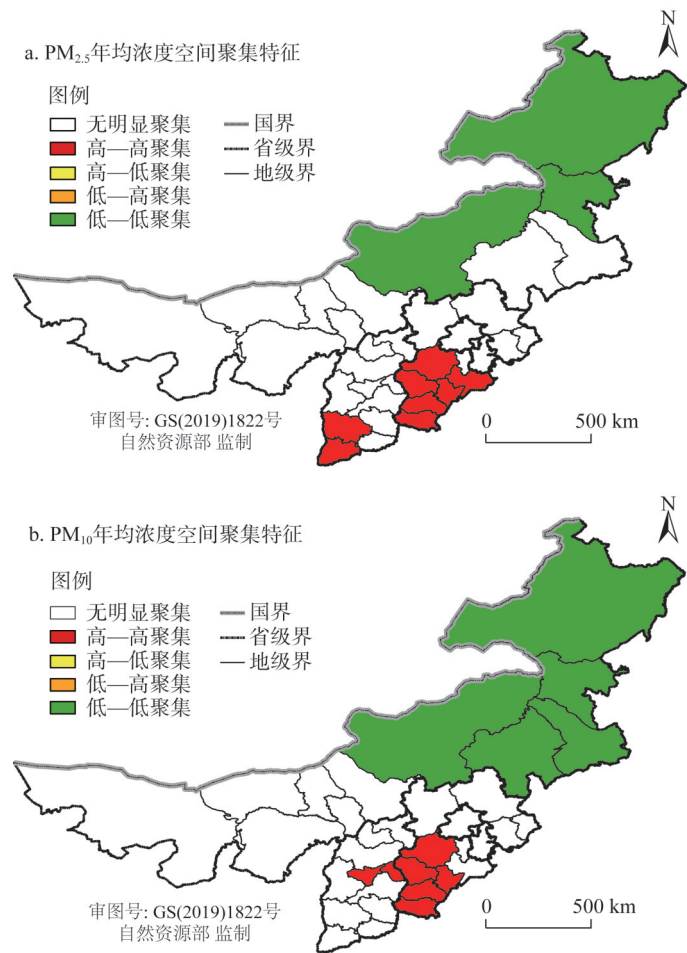 N
a. PM2.5年均浓度空间聚集特征
图例
无明显聚集
国界
高—高聚集
省级界
高—低聚集
地级界
低—高聚集
低—低聚集
审图号: GS(2019)1822号
自然资源部 监制
0 500 km
N
b. PM10年均浓度空间聚集特征
图例
无明显聚集
国界
高—高聚集
省级界
高—低聚集
地级界
低—高聚集
低—低聚集
审图号: GS(2019)1822号
自然资源部 监制
0 500 km